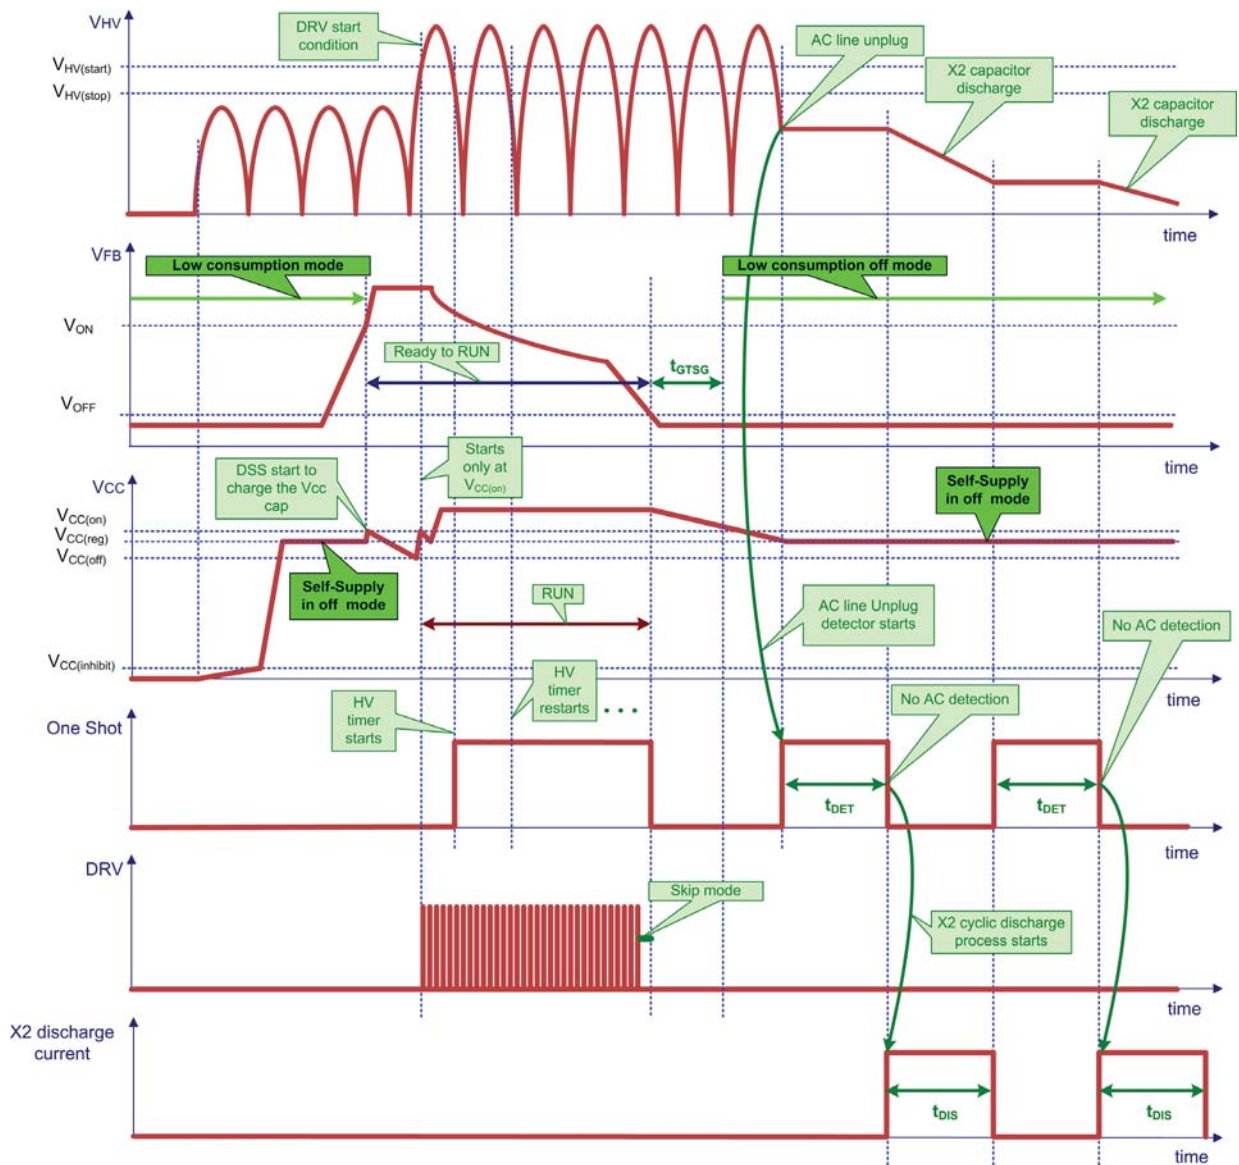 VHV
DRV start
condition
AC line unplug
VHV(start)
X2 capacitor
discharge
VHV(stop)
X2 capacitor
discharge
time
VFB
Low consumption mode
Low consumption off mode
VON
Ready to RUN
tGTSG
VOFF
time
Starts
only at
VCC(on)
DSS start to
charge the Vcc
cap
VCC
Self-Supply
in off mode
VCC(on)
VCC(reg)
VCC(off)
Self-Supply
in off mode
RUN
AC line Unplug
detector starts
No AC detection
VCC(inhibit)
time
HV
timer
restarts
...
HV
timer
starts
No AC detection
One Shot
tDET
tDET
time
DRV
Skip mode
X2 cyclic discharge
process starts
time
X2 discharge
current
tDIS
tDIS
time